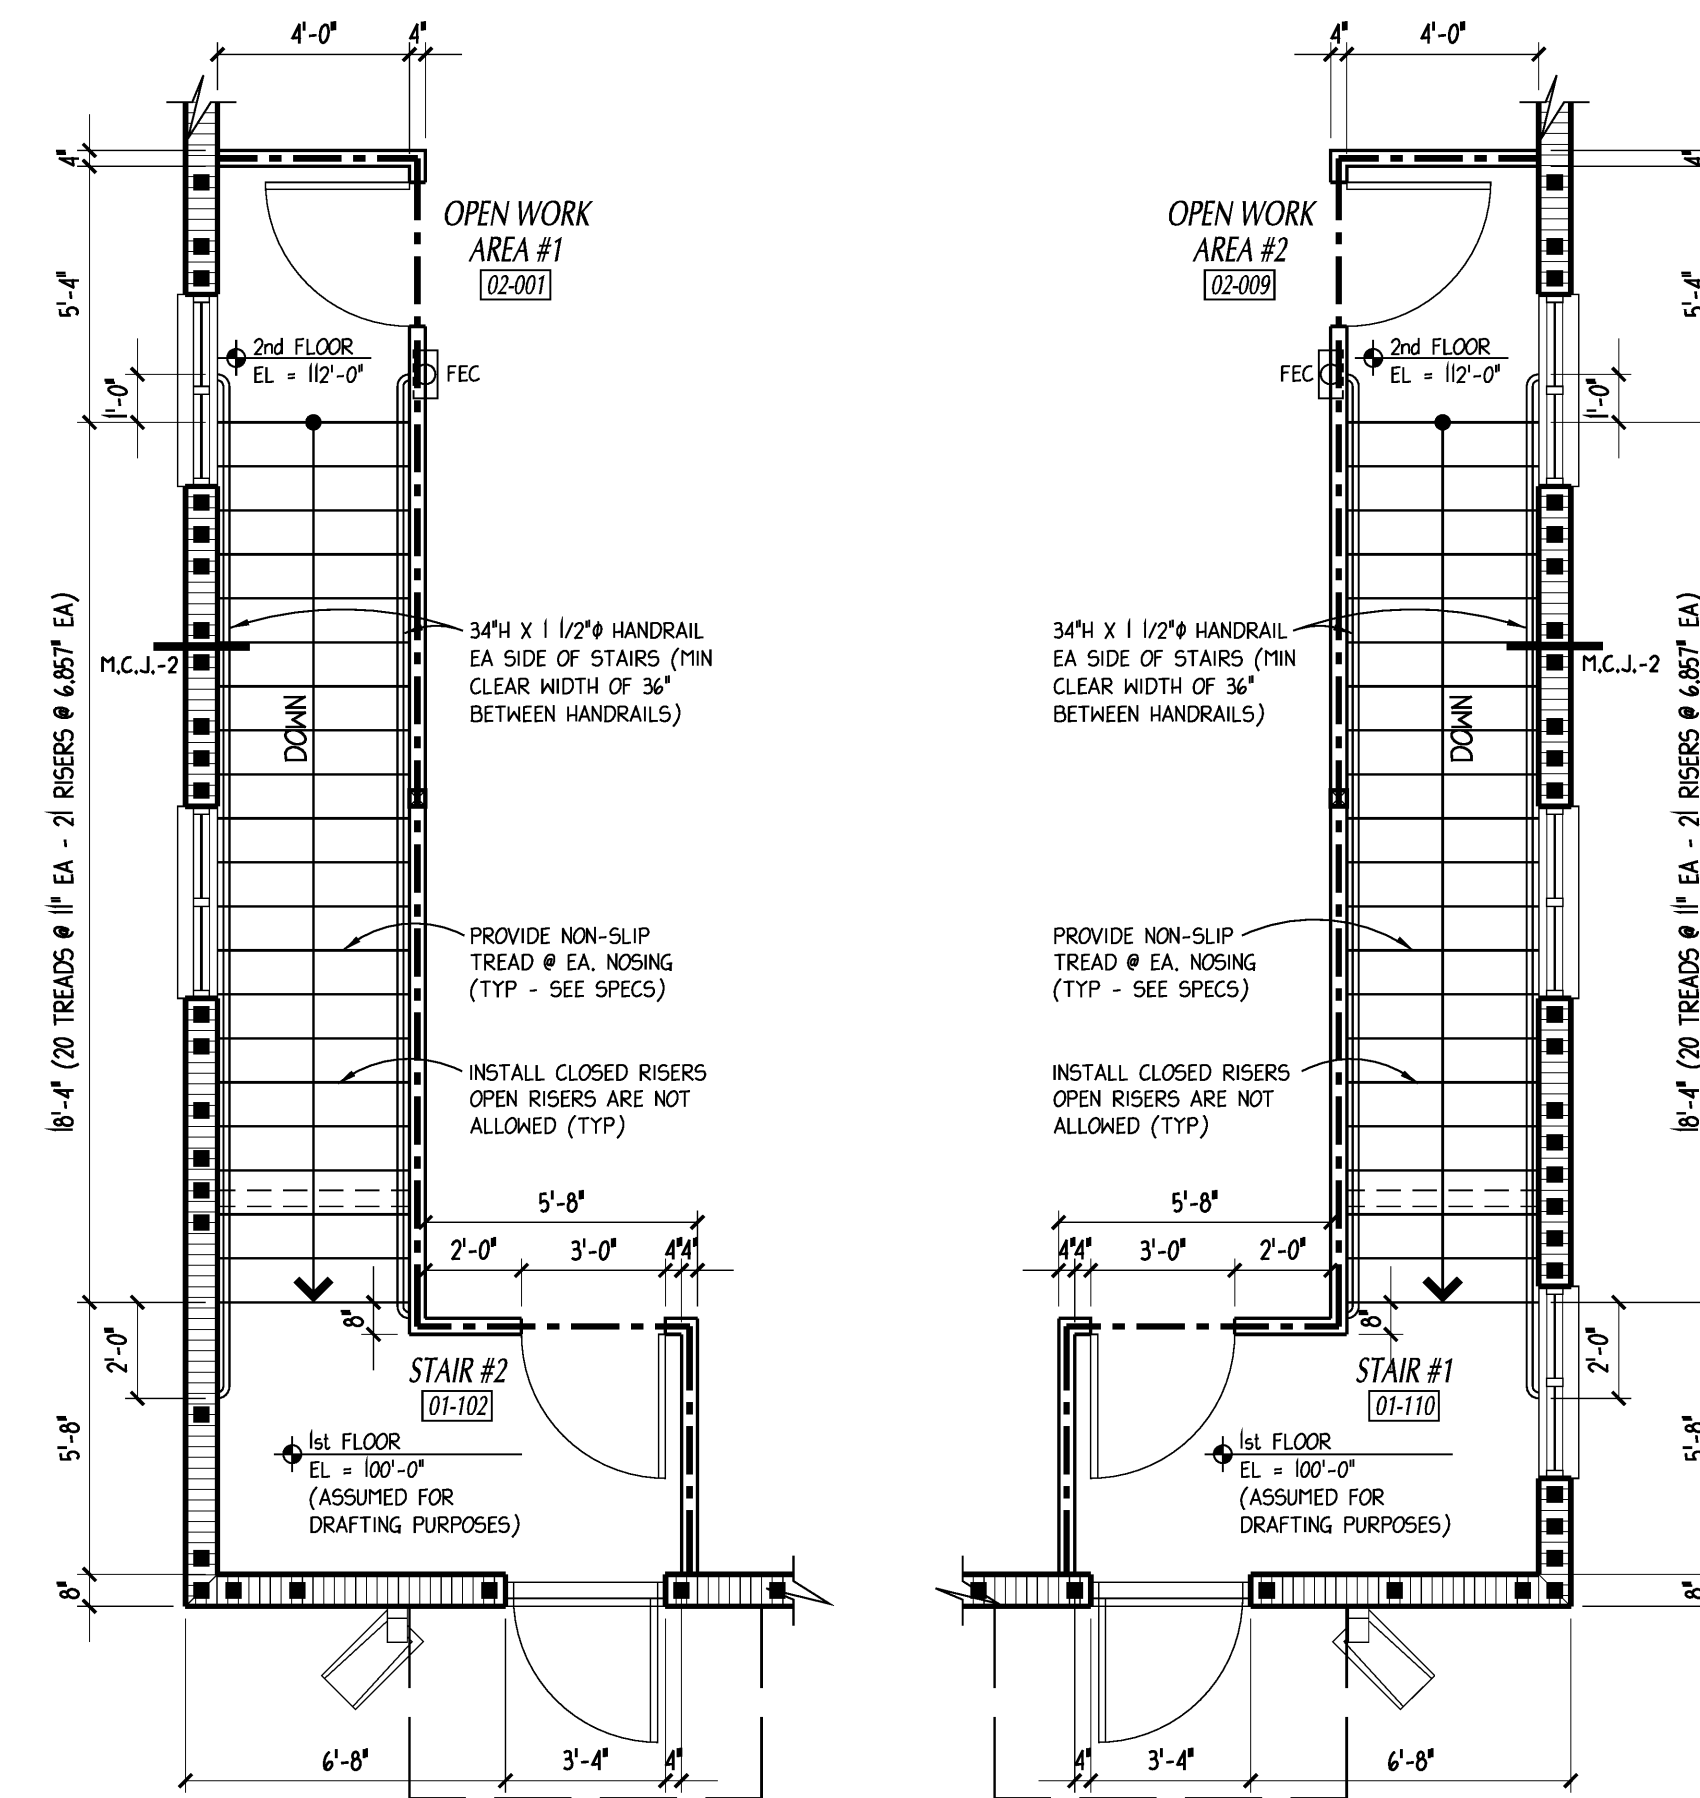 4'-0"
4"
4"
4'-0"
4"
5'-4"
1'-0"
OPEN WORK
AREA #1
02-001
2nd FLOOR
EL = 112'-0"
FEC
M.C.J.-2
18'-4" (20 TREADS @ 11" EA - 21 RISERS @ 6.857" EA)
DOWN
34"H X 1 1/2"ϕ HANDRAIL
EA SIDE OF STAIRS (MIN
CLEAR WIDTH OF 36"
BETWEEN HANDRAILS)
PROVIDE NON-SLIP
TREAD @ EA. NOSING
(TYP - SEE SPECS)
INSTALL CLOSED RISERS
OPEN RISERS ARE NOT
ALLOWED (TYP)
5'-8"
2'-0"
3'-0"
4"
4"
8"
2'-0"
STAIR #2
01-102
5'-8"
1st FLOOR
EL = 100'-0"
(ASSUMED FOR
DRAFTING PURPOSES)
8"
6'-8"
3'-4"
4"
OPEN WORK
AREA #2
02-009
4"
5'-4"
1'-0"
2nd FLOOR
EL = 112'-0"
FEC
M.C.J.-2
18'-4" (20 TREADS @ 11" EA - 21 RISERS @ 6.857" EA)
DOWN
34"H X 1 1/2"ϕ HANDRAIL
EA SIDE OF STAIRS (MIN
CLEAR WIDTH OF 36"
BETWEEN HANDRAILS)
PROVIDE NON-SLIP
TREAD @ EA. NOSING
(TYP - SEE SPECS)
INSTALL CLOSED RISERS
OPEN RISERS ARE NOT
ALLOWED (TYP)
5'-8"
4"
4"
3'-0"
2'-0"
8"
2'-0"
STAIR #1
01-110
5'-8"
1st FLOOR
EL = 100'-0"
(ASSUMED FOR
DRAFTING PURPOSES)
8"
4"
3'-4"
6'-8"